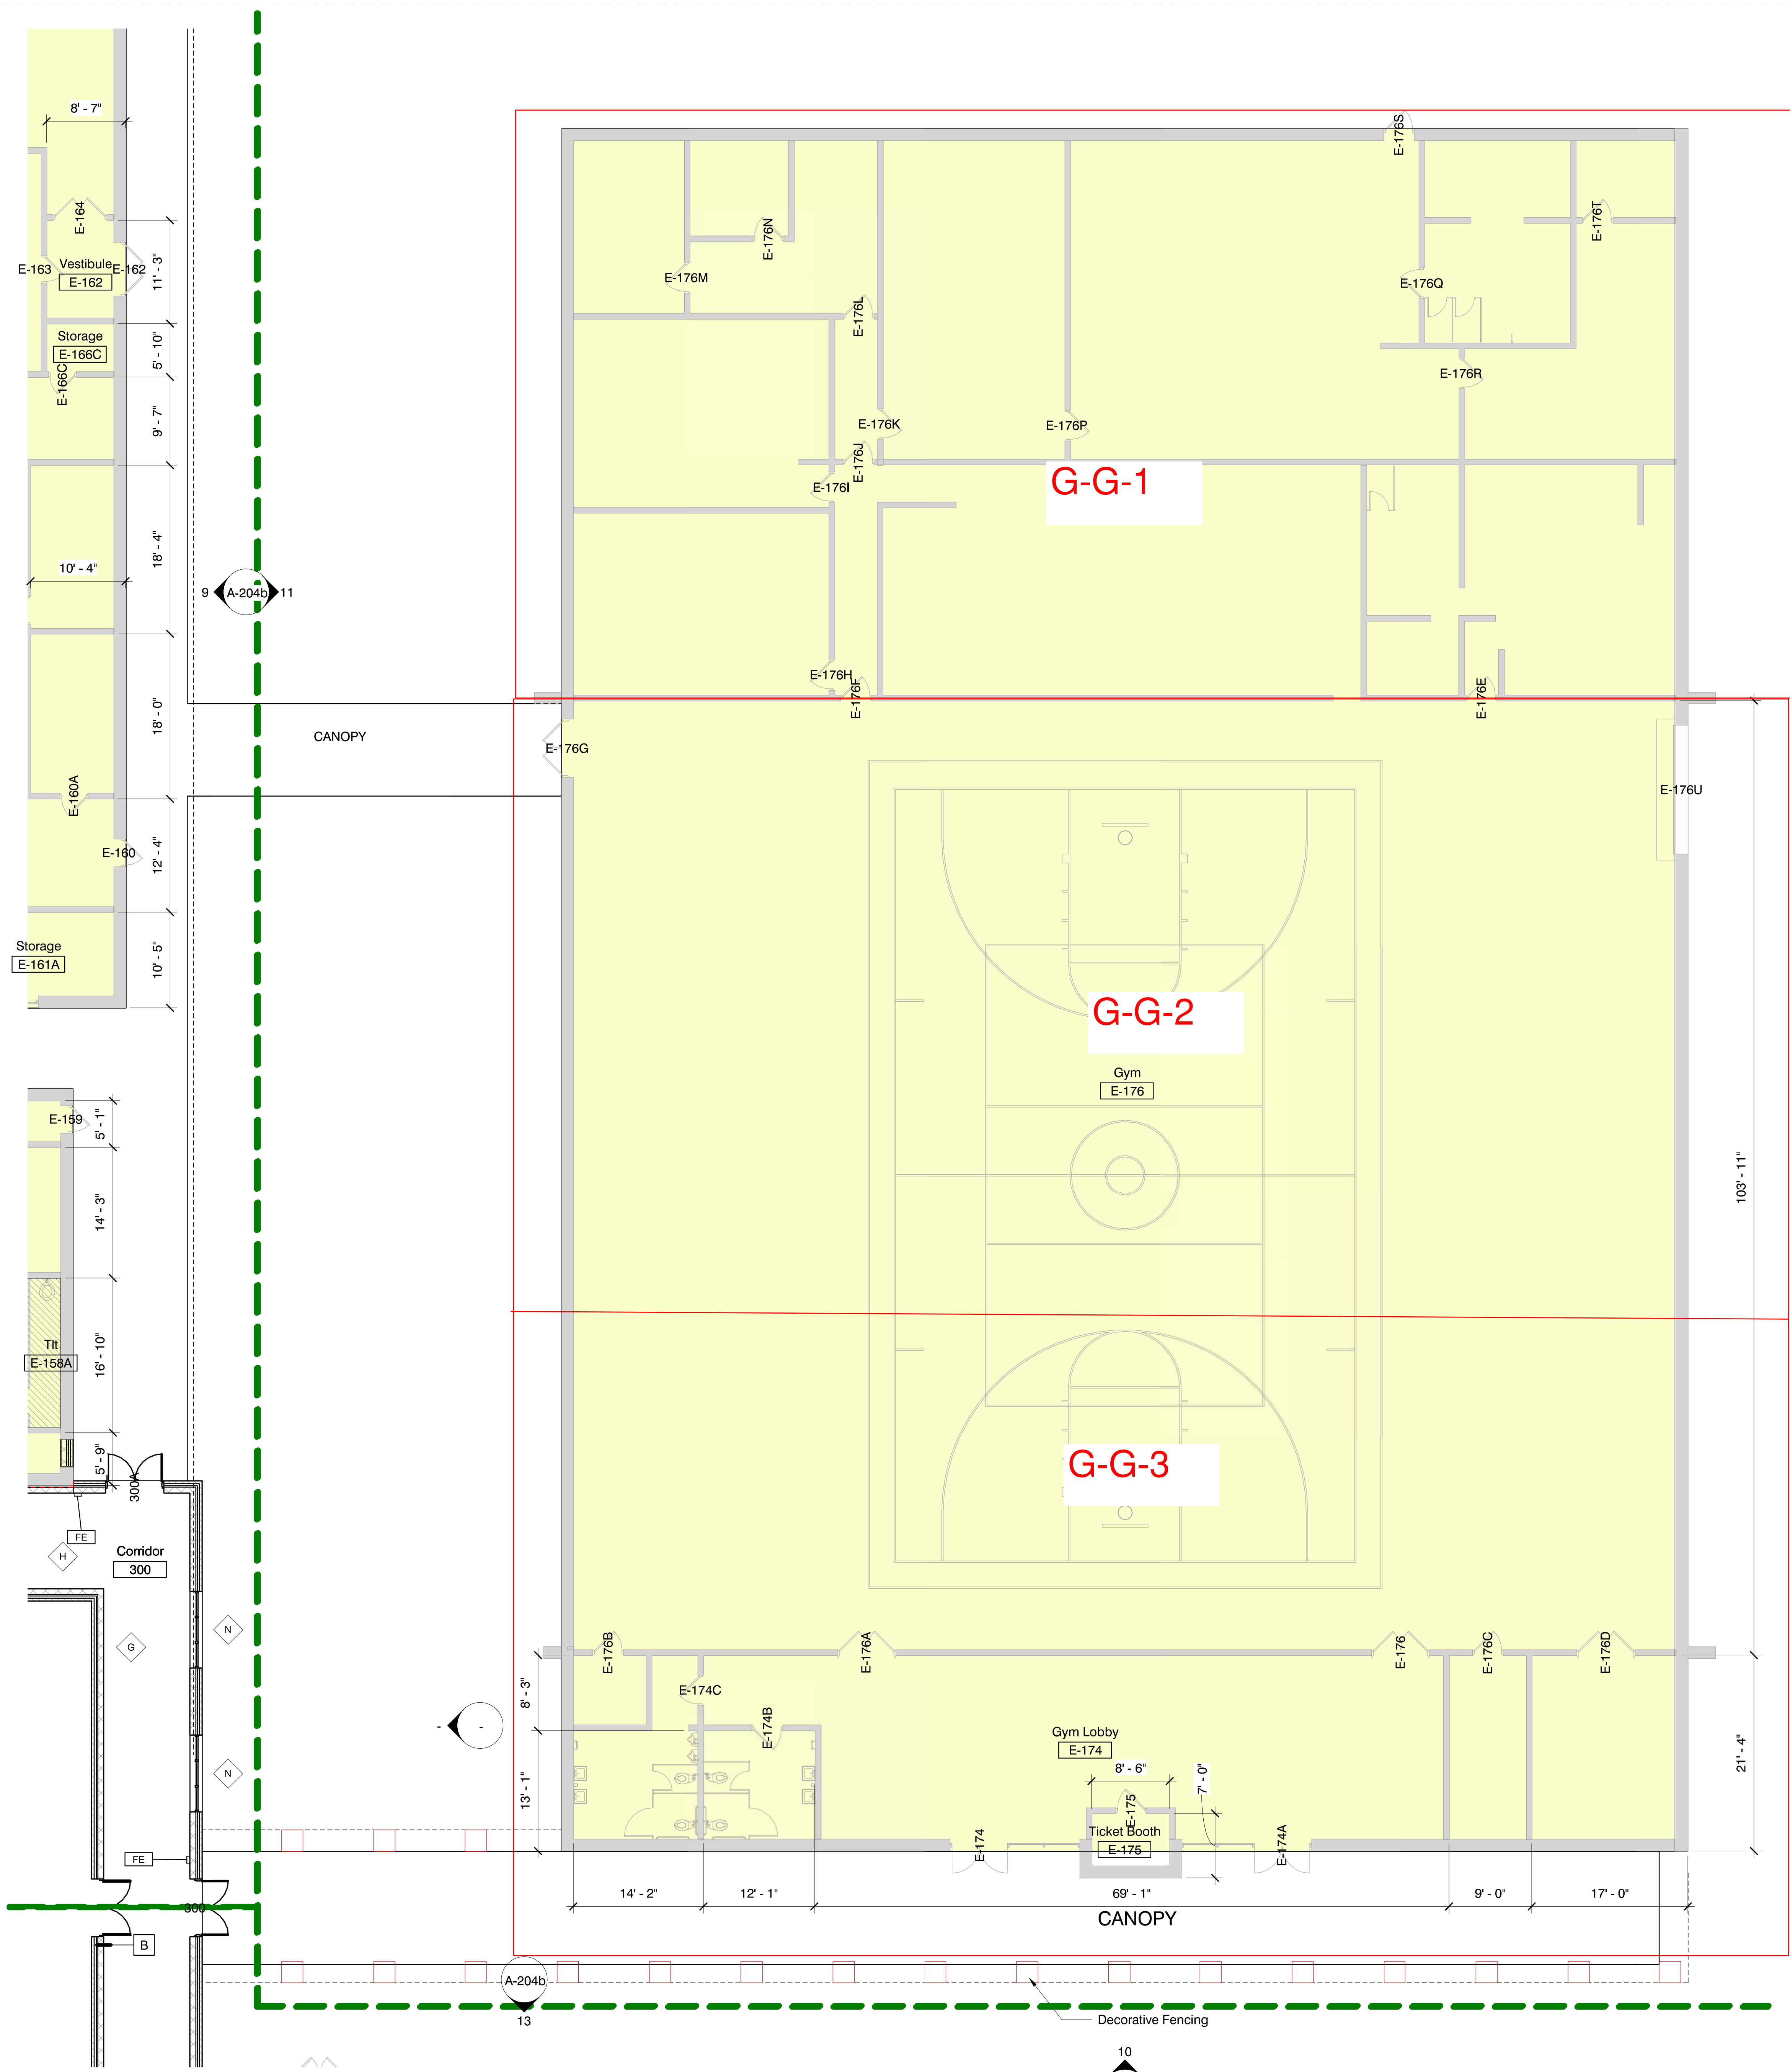 8' - 7"
E-176S
E-164
E-176T
E-176N
E-163
Vestibule
E-162
E-162
11' - 3"
E-176M
E-176Q
E-176L
Storage
E-166C
5' - 10"
E-166C
E-176R
9' - 7"
E-176K
E-176P
E-176J
G-G-1
E-176I
18' - 4"
10' - 4"
9
A-204b
11
E-176H
E-176F
E-176E
18' - 0"
CANOPY
E-176G
E-176U
E-160A
E-160
12' - 4"
Storage
E-161A
10' - 5"
G-G-2
Gym
E-176
E-159
5' - 1"
103' - 11"
14' - 3"
Tlt
E-158A
16' - 10"
5' - 9"
G-G-3
300A
FE
H
Corridor
300
G
N
E-176B
E-176A
E-176
E-176C
E-176D
8' - 3"
E-174C
-
-
E-174B
Gym Lobby
E-174
8' - 6"
7' - 0"
21' - 4"
N
13' - 1"
E-175
Ticket Booth
E-175
E-174
E-174A
FE
14' - 2"
12' - 1"
69' - 1"
9' - 0"
17' - 0"
300
CANOPY
B
A-204b
13
Decorative Fencing
10